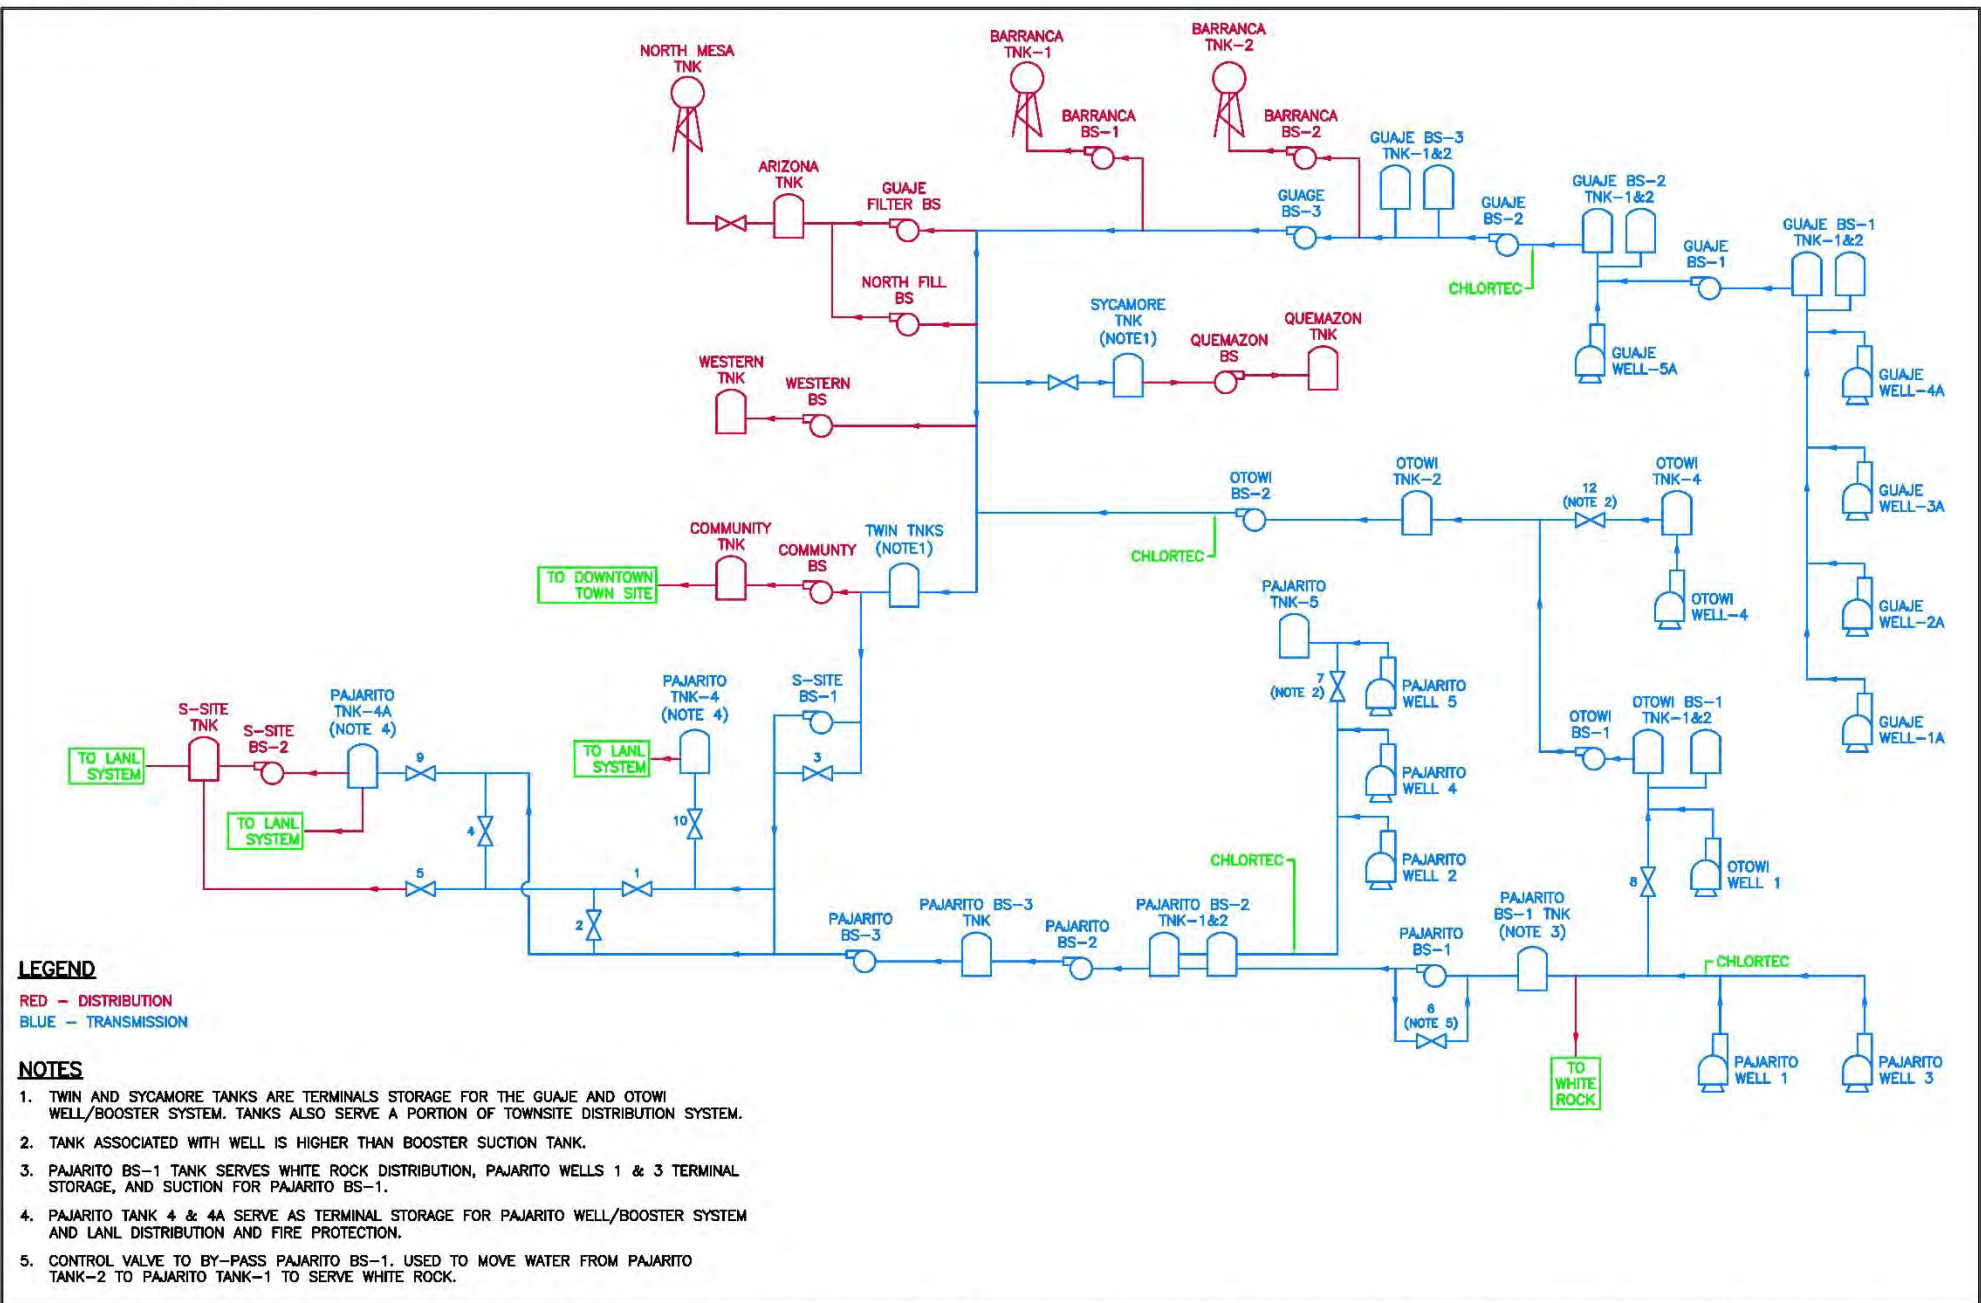 BARRANCA
TNK-1
BARRANCA
TNK-2
NORTH MESA
TNK
BARRANCA
BS-1
BARRANCA
BS-2
GUAJE BS-3
TNK-1&2
ARIZONA
TNK
GUAJE
FILTER BS
GUAGE
BS-3
GUAJE
BS-2
GUAJE BS-2
TNK-1&2
GUAJE
BS-1
GUAJE BS-1
TNK-1&2
CHLORTEC
NORTH FILL
BS
SYCAMORE
TNK
(NOTE1)
QUEMAZON
BS
QUEMAZON
TNK
GUAJE
WELL-5A
GUAJE
WELL-4A
WESTERN
TNK
WESTERN
BS
OTOWI
BS-2
OTOWI
TNK-2
12
(NOTE 2)
OTOWI
TNK-4
GUAJE
WELL-3A
COMMUNITY
TNK
COMMUNTY
BS
TWIN TNKS
(NOTE1)
CHLORTEC
TO DOWNTOWN
TOWN SITE
PAJARITO
TNK-5
OTOWI
WELL-4
GUAJE
WELL-2A
7
(NOTE 2)
PAJARITO
WELL 5
S-SITE
TNK
S-SITE
BS-2
PAJARITO
TNK-4A
(NOTE 4)
PAJARITO
TNK-4
(NOTE 4)
S-SITE
BS-1
OTOWI
BS-1
OTOWI BS-1
TNK-1&2
GUAJE
WELL-1A
TO LANL
SYSTEM
9
TO LANL
SYSTEM
3
PAJARITO
WELL 4
TO LANL
SYSTEM
4
10
5
1
2
CHLORTEC
PAJARITO
WELL 2
8
OTOWI
WELL 1
PAJARITO
BS-3
PAJARITO BS-3
TNK
PAJARITO
BS-2
PAJARITO BS-2
TNK-1&2
PAJARITO
BS-1
PAJARITO
BS-1 TNK
(NOTE 3)
CHLORTEC
6
(NOTE 5)
TO
WHITE
ROCK
PAJARITO
WELL 1
PAJARITO
WELL 3
LEGEND
RED - DISTRIBUTION
BLUE - TRANSMISSION
NOTES
1. TWIN AND SYCAMORE TANKS ARE TERMINALS STORAGE FOR THE GUAJE AND OTOWI
WELL/BOOSTER SYSTEM. TANKS ALSO SERVE A PORTION OF TOWNSITE DISTRIBUTION SYSTEM.
2. TANK ASSOCIATED WITH WELL IS HIGHER THAN BOOSTER SUCTION TANK.
3. PAJARITO BS-1 TANK SERVES WHITE ROCK DISTRIBUTION, PAJARITO WELLS 1 & 3 TERMINAL
STORAGE, AND SUCTION FOR PAJARITO BS-1.
4. PAJARITO TANK 4 & 4A SERVE AS TERMINAL STORAGE FOR PAJARITO WELL/BOOSTER SYSTEM
AND LANL DISTRIBUTION AND FIRE PROTECTION.
5. CONTROL VALVE TO BY-PASS PAJARITO BS-1. USED TO MOVE WATER FROM PAJARITO
TANK-2 TO PAJARITO TANK-1 TO SERVE WHITE ROCK.